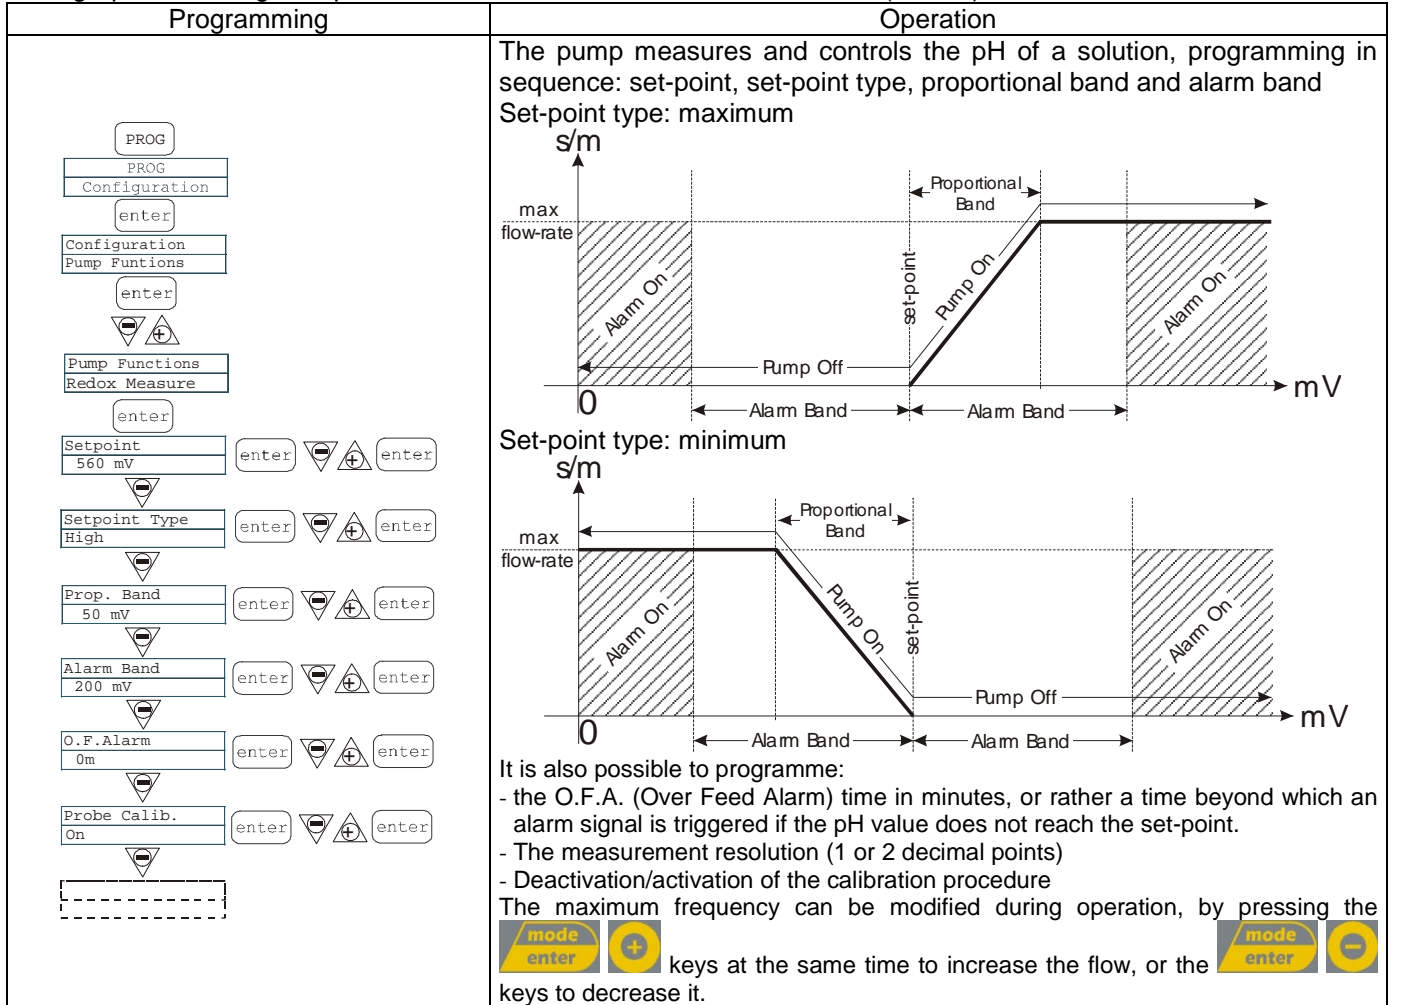 Programming
Operation
PROG
PROG
Configuration
enter
Configuration
Pump Funtions
enter
Pump Functions
Redox Measure
enter
Setpoint
560 mV
enter
enter
Setpoint Type
High
enter
enter
Prop. Band
50 mV
enter
enter
Alarm Band
200 mV
enter
enter
O.F.Alarm
0m
enter
enter
Probe Calib.
On
enter
enter
The pump measures and controls the pH of a solution, programming in
sequence: set-point, set-point type, proportional band and alarm band
Set-point type: maximum
s/m
Proportional
Band
max
flow-rate
Alarm On
set-point
Pump On
Alarm On
Pump Off
0
mV
Alarm Band
Alarm Band
Set-point type: minimum
s/m
Proportional
Band
max
flow-rate
Alarm On
Pump On
set-point
Alarm On
Pump Off
0
mV
Alarm Band
Alarm Band
It is also possible to programme:
- the O.F.A. (Over Feed Alarm) time in minutes, or rather a time beyond which an
alarm signal is triggered if the pH value does not reach the set-point.
- The measurement resolution (1 or 2 decimal points)
- Deactivation/activation of the calibration procedure
The maximum frequency can be modified during operation, by pressing the
mode enter + keys at the same time to increase the flow, or the mode enter -
keys to decrease it.